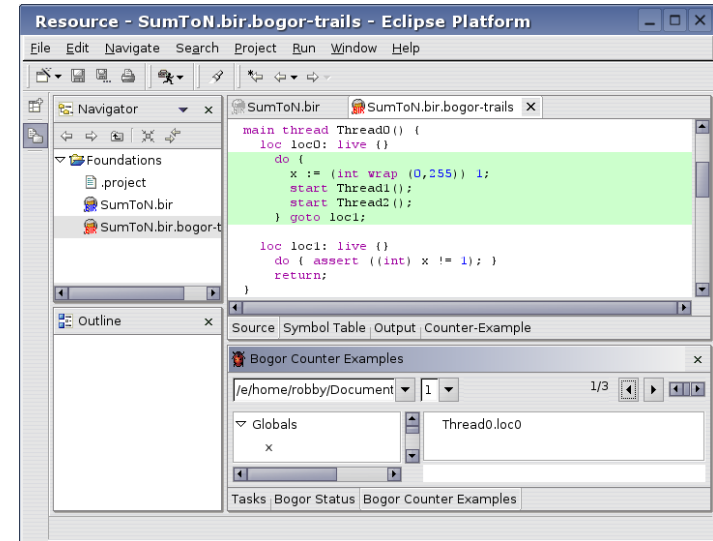 Resource - SumToN.bir.bogor-trails - Eclipse Platform
File Edit Navigate Search Project Run Window Help
Navigator
Foundations
.project
SumToN.bir
SumToN.bir.bogor-t
Outline
SumToN.bir SumToN.bir.bogor-trails
main thread Thread0() {
loc loc0: live {}
do {
x := (int wrap (0,255)) 1;
start Thread1();
start Thread2();
} goto loc1;
loc loc1: live {}
do { assert ((int) x != 1); }
return;
}
Source Symbol Table Output Counter-Example
Bogor Counter Examples
/e/home/robby/Document 1 1/3
Globals
x
Thread0.loc0
Tasks Bogor Status Bogor Counter Examples